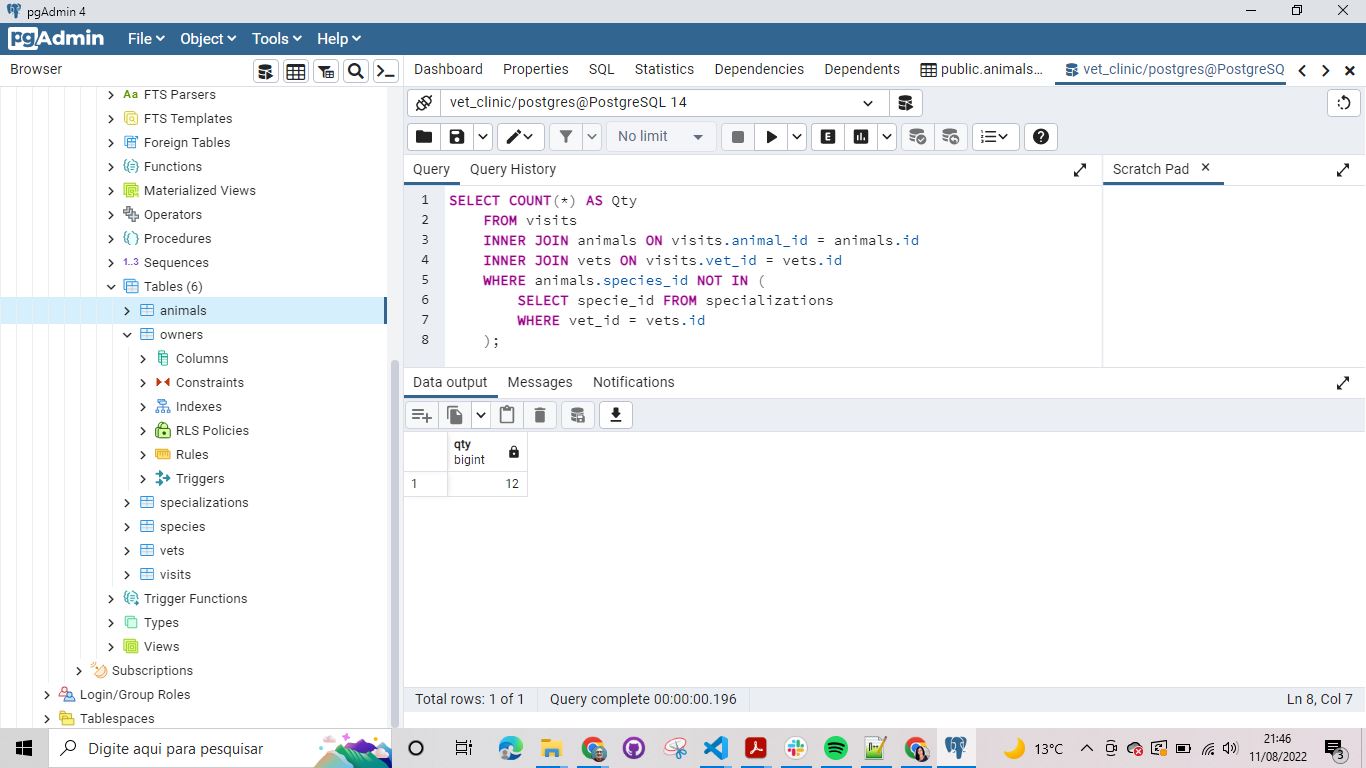 pgAdmin 4
pgAdmin File Object Tools Help
Browser
Dashboard Properties SQL Statistics Dependencies Dependents public.animals... vet_clinic/postgres@PostgreSQ
Aa FTS Parsers
FTS Templates
Foreign Tables
Functions
Materialized Views
Operators
Procedures
1..3 Sequences
Tables (6)
animals
owners
Columns
Constraints
Indexes
RLS Policies
Rules
Triggers
specializations
species
vets
visits
Trigger Functions
Types
Views
Subscriptions
Login/Group Roles
Tablespaces
vet_clinic/postgres@PostgreSQL 14
No limit E
Query Query History
Scratch Pad
1 SELECT COUNT(*) AS Qty
2 FROM visits
3 INNER JOIN animals ON visits.animal_id = animals.id
4 INNER JOIN vets ON visits.vet_id = vets.id
5 WHERE animals.species_id NOT IN (
6 SELECT specie_id FROM specializations
7 WHERE vet_id = vets.id
8 );
Data output Messages Notifications
qty
bigint
1 12
Total rows: 1 of 1 Query complete 00:00:00.196 Ln 8, Col 7
Digite aqui para pesquisar
13°C
21:46
11/08/2022
3